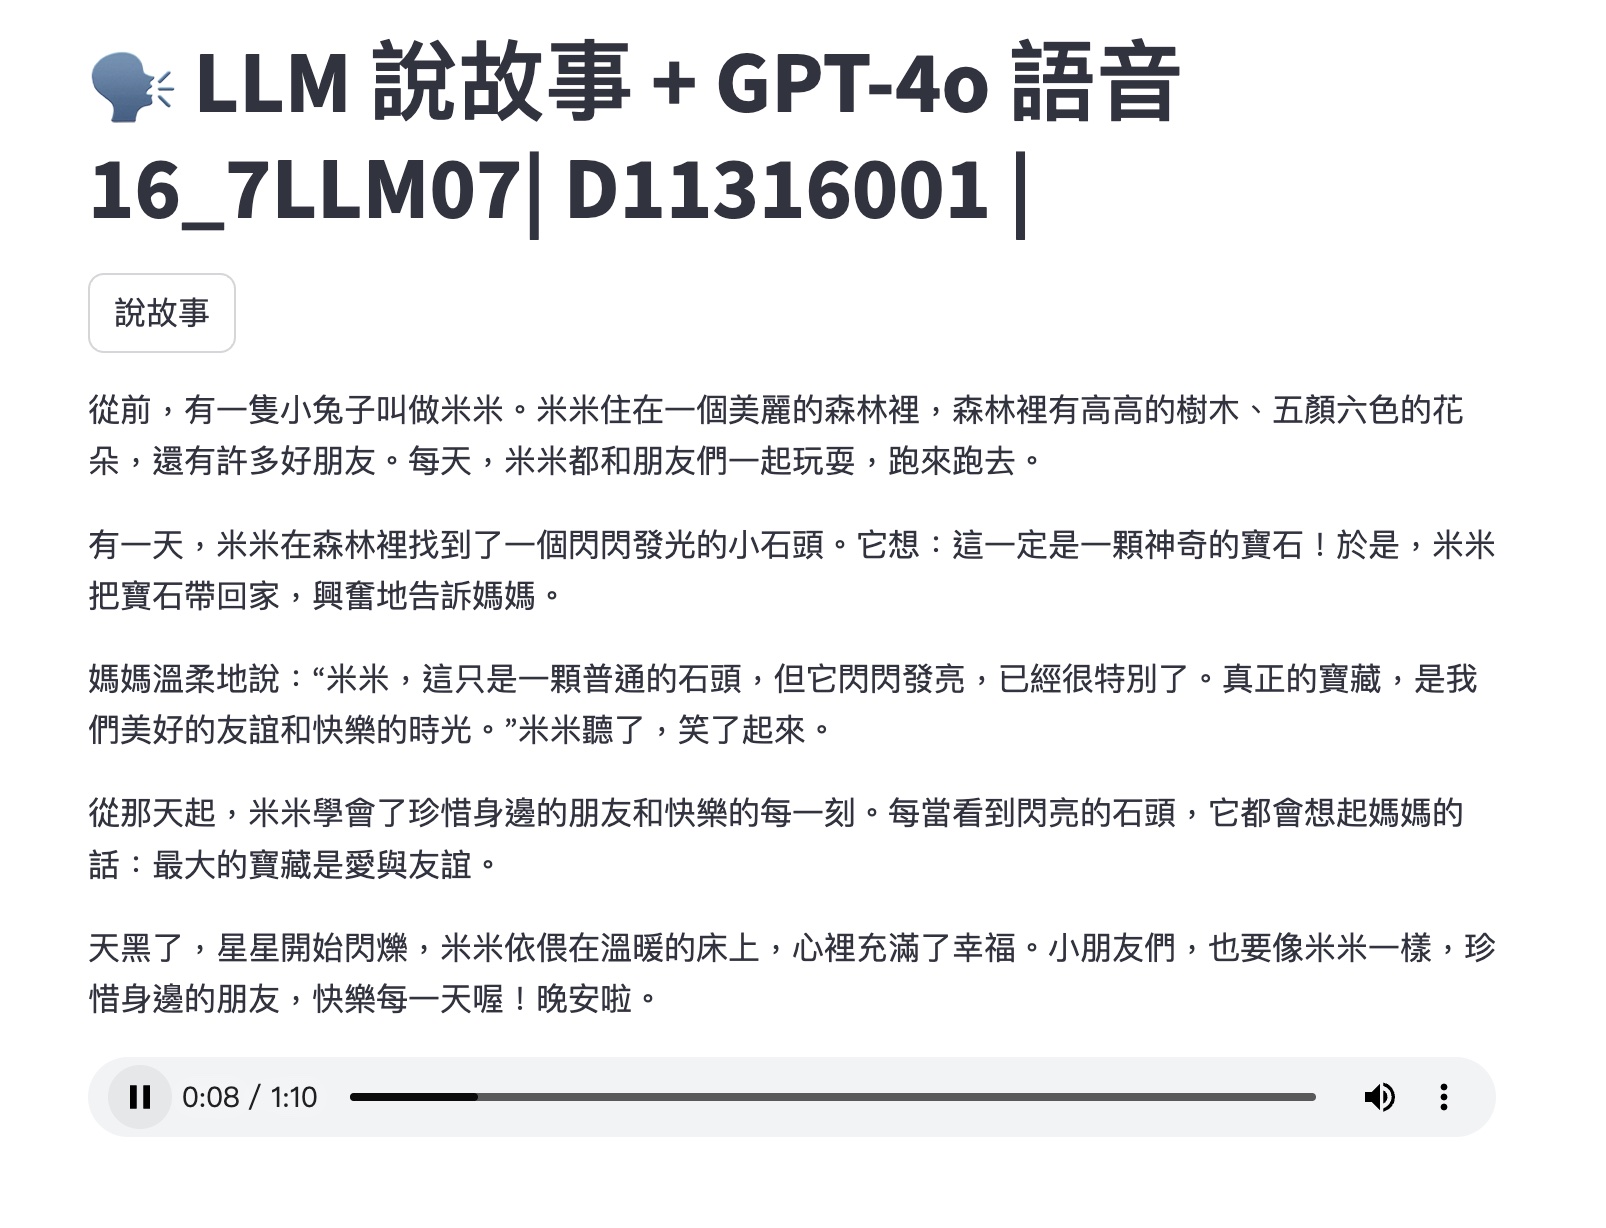 LLM 說故事 + GPT-4o 語音
16_7LLM07| D11316001 |
說故事
從前，有一隻小兔子叫做米米。米米住在一個美麗的森林裡，森林裡有高高的樹木、五顏六色的花
朵，還有許多好朋友。每天，米米都和朋友們一起玩耍，跑來跑去。
有一天，米米在森林裡找到了一個閃閃發光的小石頭。它想：這一定是一顆神奇的寶石！於是，米米
把寶石帶回家，興奮地告訴媽媽。
媽媽溫柔地說：“米米，這只是一顆普通的石頭，但它閃閃發亮，已經很特別了。真正的寶藏，是我
們美好的友誼和快樂的時光。”米米聽了，笑了起來。
從那天起，米米學會了珍惜身邊的朋友和快樂的每一刻。每當看到閃亮的石頭，它都會想起媽媽的
話：最大的寶藏是愛與友誼。
天黑了，星星開始閃爍，米米依偎在溫暖的床上，心裡充滿了幸福。小朋友們，也要像米米一樣，珍
惜身邊的朋友，快樂每一天喔！晚安啦。
0:08 / 1:10